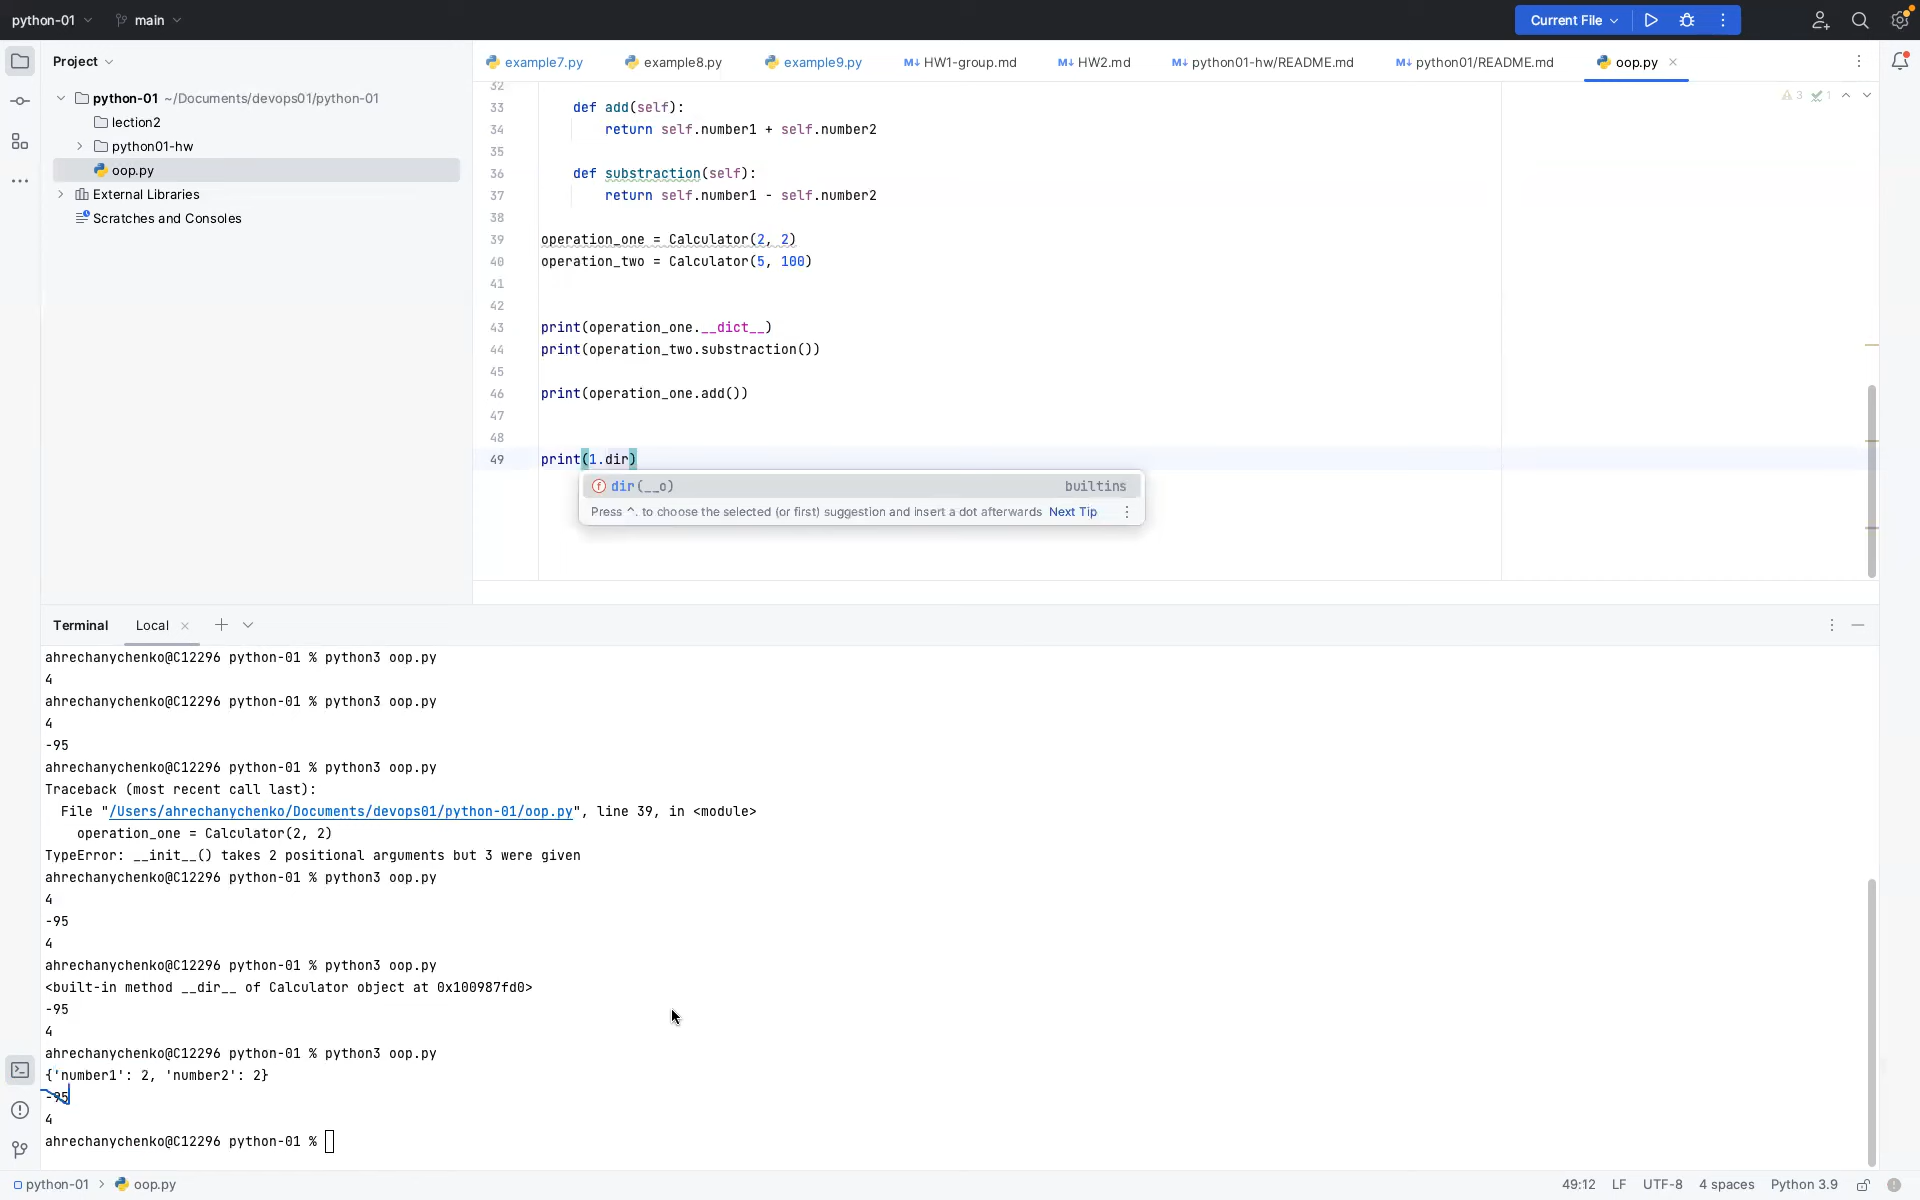 python-01
main
Current File
Project
example7.py
example8.py
example9.py
HW1-group.md
HW2.md
python01-hw/README.md
python01/README.md
oop.py
python-01 ~/Documents/devops01/python-01
lection2
python01-hw
oop.py
External Libraries
Scratches and Consoles
3
1
32
33 def add(self):
34 return self.number1 + self.number2
35
36 def substraction(self):
37 return self.number1 - self.number2
38
39 operation_one = Calculator(2, 2)
40 operation_two = Calculator(5, 100)
41
42
43 print(operation_one.__dict__)
44 print(operation_two.substraction())
45
46 print(operation_one.add())
47
48
49 print(1.dir)
dir(__o) builtins
Press ^. to choose the selected (or first) suggestion and insert a dot afterwards Next Tip
Terminal Local
ahrechanychenko@C12296 python-01 % python3 oop.py
4
ahrechanychenko@C12296 python-01 % python3 oop.py
4
-95
ahrechanychenko@C12296 python-01 % python3 oop.py
Traceback (most recent call last):
File "/Users/ahrechanychenko/Documents/devops01/python-01/oop.py", line 39, in <module>
operation_one = Calculator(2, 2)
TypeError: __init__() takes 2 positional arguments but 3 were given
ahrechanychenko@C12296 python-01 % python3 oop.py
4
-95
4
ahrechanychenko@C12296 python-01 % python3 oop.py
<built-in method __dir__ of Calculator object at 0x100987fd0>
-95
4
ahrechanychenko@C12296 python-01 % python3 oop.py
{'number1': 2, 'number2': 2}
-95
4
ahrechanychenko@C12296 python-01 %
python-01 > oop.py
49:12 LF UTF-8 4 spaces Python 3.9